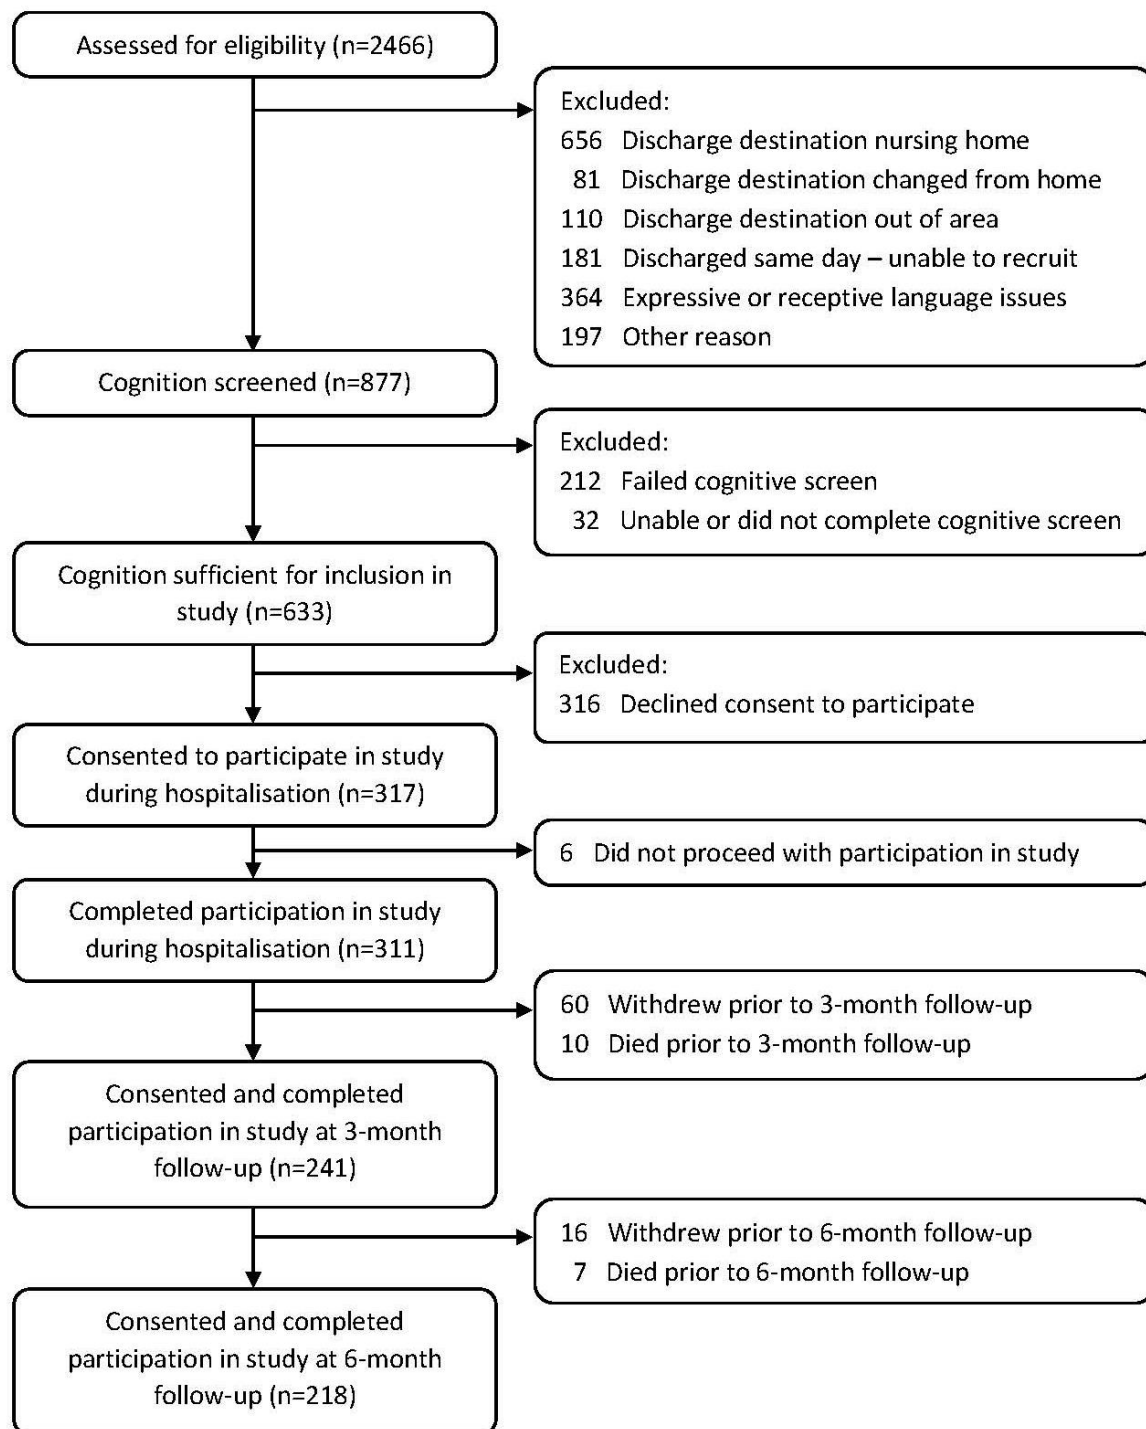 Assessed for eligibility (n=2466)
Excluded:
656 Discharge destination nursing home
81 Discharge destination changed from home
110 Discharge destination out of area
181 Discharged same day – unable to recruit
364 Expressive or receptive language issues
197 Other reason
Cognition screened (n=877)
Excluded:
212 Failed cognitive screen
32 Unable or did not complete cognitive screen
Cognition sufficient for inclusion in
study (n=633)
Excluded:
316 Declined consent to participate
Consented to participate in study
during hospitalisation (n=317)
6 Did not proceed with participation in study
Completed participation in study
during hospitalisation (n=311)
60 Withdrew prior to 3-month follow-up
10 Died prior to 3-month follow-up
Consented and completed
participation in study at 3-month
follow-up (n=241)
16 Withdrew prior to 6-month follow-up
7 Died prior to 6-month follow-up
Consented and completed
participation in study at 6-month
follow-up (n=218)